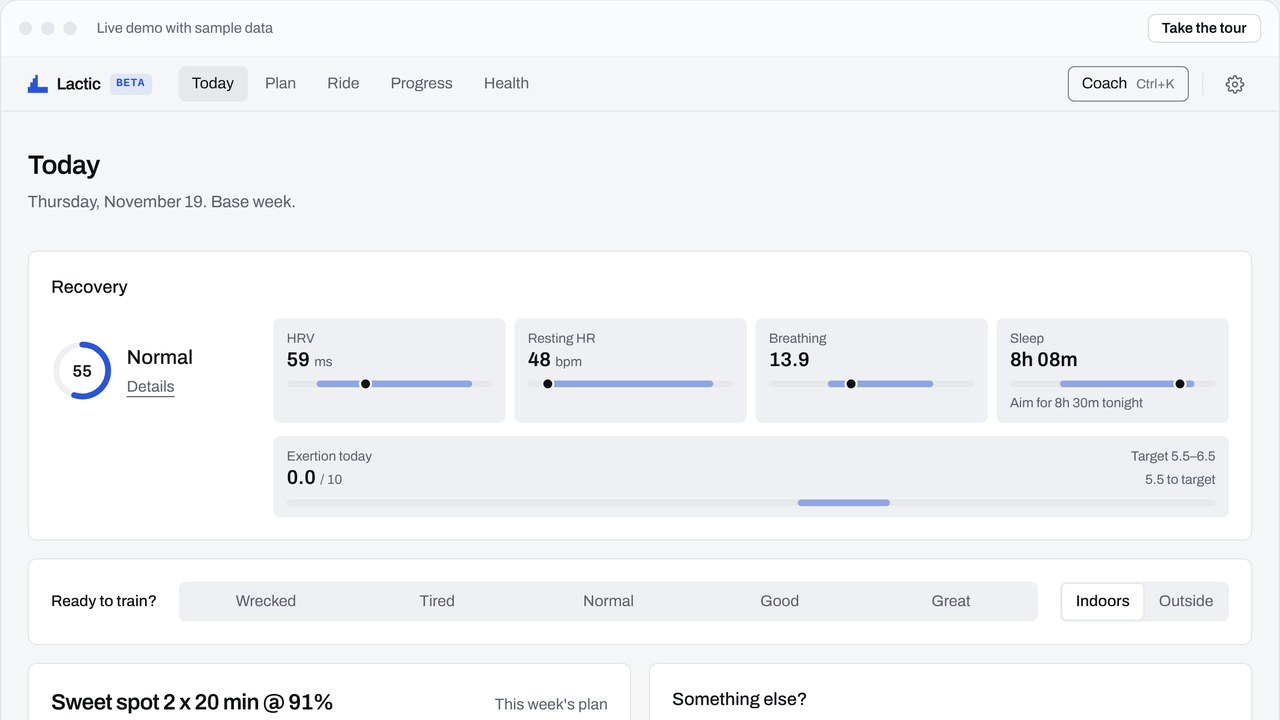 Live demo with sample data
Take the tour
Lactic BETA Today Plan Ride Progress Health Coach Ctrl+K
Today
Thursday, November 19. Base week.
Recovery
55
Normal
Details
HRV
59 ms
Resting HR
48 bpm
Breathing
13.9
Sleep
8h 08m
Aim for 8h 30m tonight
Exertion today
0.0 / 10
Target 5.5–6.5
5.5 to target
Ready to train? Wrecked Tired Normal Good Great Indoors Outside
Sweet spot 2 x 20 min @ 91%
This week's plan
Something else?